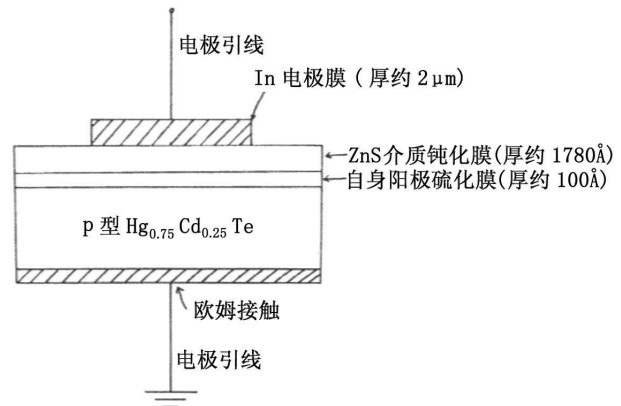 电极引线
In 电极膜 ( 厚约 2μm)
ZnS介质钝化膜(厚约 1780Å)
自身阳极硫化膜(厚约 100Å)
p 型 Hg₀.₇₅ Cd₀.₂₅ Te
欧姆接触
电极引线